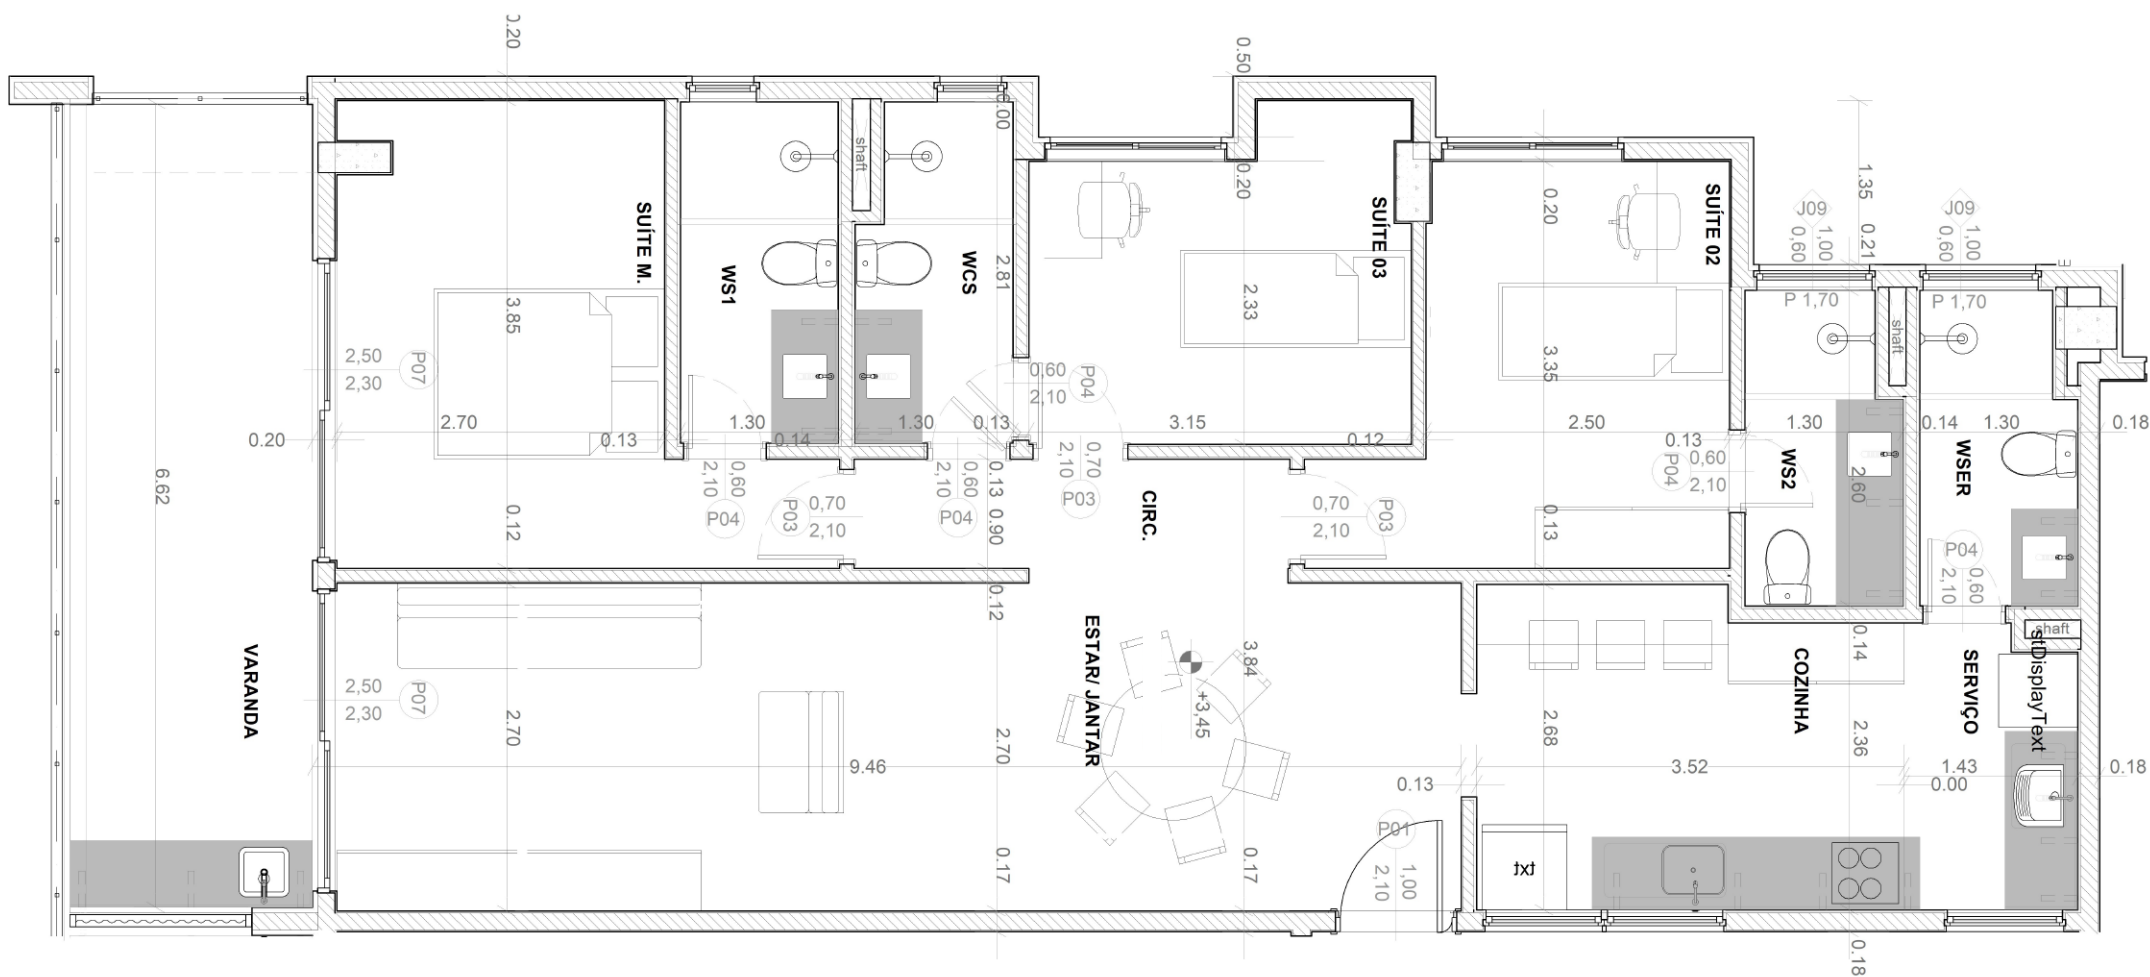 0.20
0.50
0.00
shaft
0.20
1.35
J09
1,00
0,60
0.21
J09
1,00
0,60
SUÍTE M.
WS1
WCS
2.81
SUÍTE 03
0.20
SUÍTE 02
P 1,70
P 1,70
shaft
3.85
2.33
3.35
2,50
2,30
P07
0,60
2,10
P04
0.20
2.70
0.13
1.30
0.14
1.30
0.13
3.15
0.12
2.50
0.13
1.30
0.14
1.30
0.18
6.62
0,60
2,10
P04
P03
0,70
2,10
0,60
2,10
P04
0.13
0.90
0,70
2,10
P03
CIRC.
0,70
2,10
P03
P04
0,60
2,10
WS2
2.60
WSER
0.12
0.13
P04
0,60
2,10
0.12
VARANDA
ESTAR/ JANTAR
3.84
+3,45
COZINHA
0.14
SERVIÇO
shaft
stDisplayText
2,50
2,30
P07
2.70
2.70
2.68
2.36
9.46
0.13
3.52
1.43
0.00
0.18
0.17
0.17
P01
1,00
2,10
txt
0.18